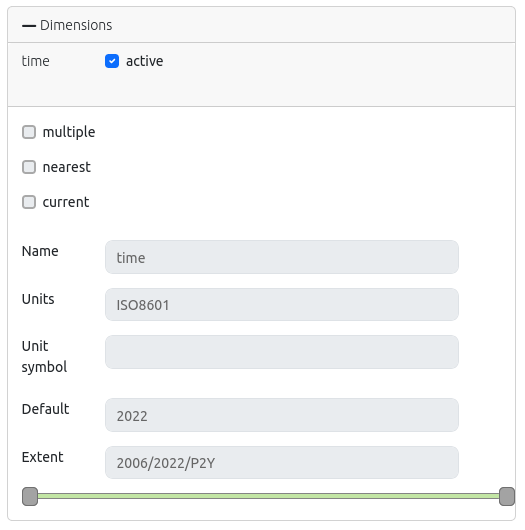 Dimensions
time active
multiple
nearest
current
Name time
Units ISO8601
Unit
symbol
Default 2022
Extent 2006/2022/P2Y